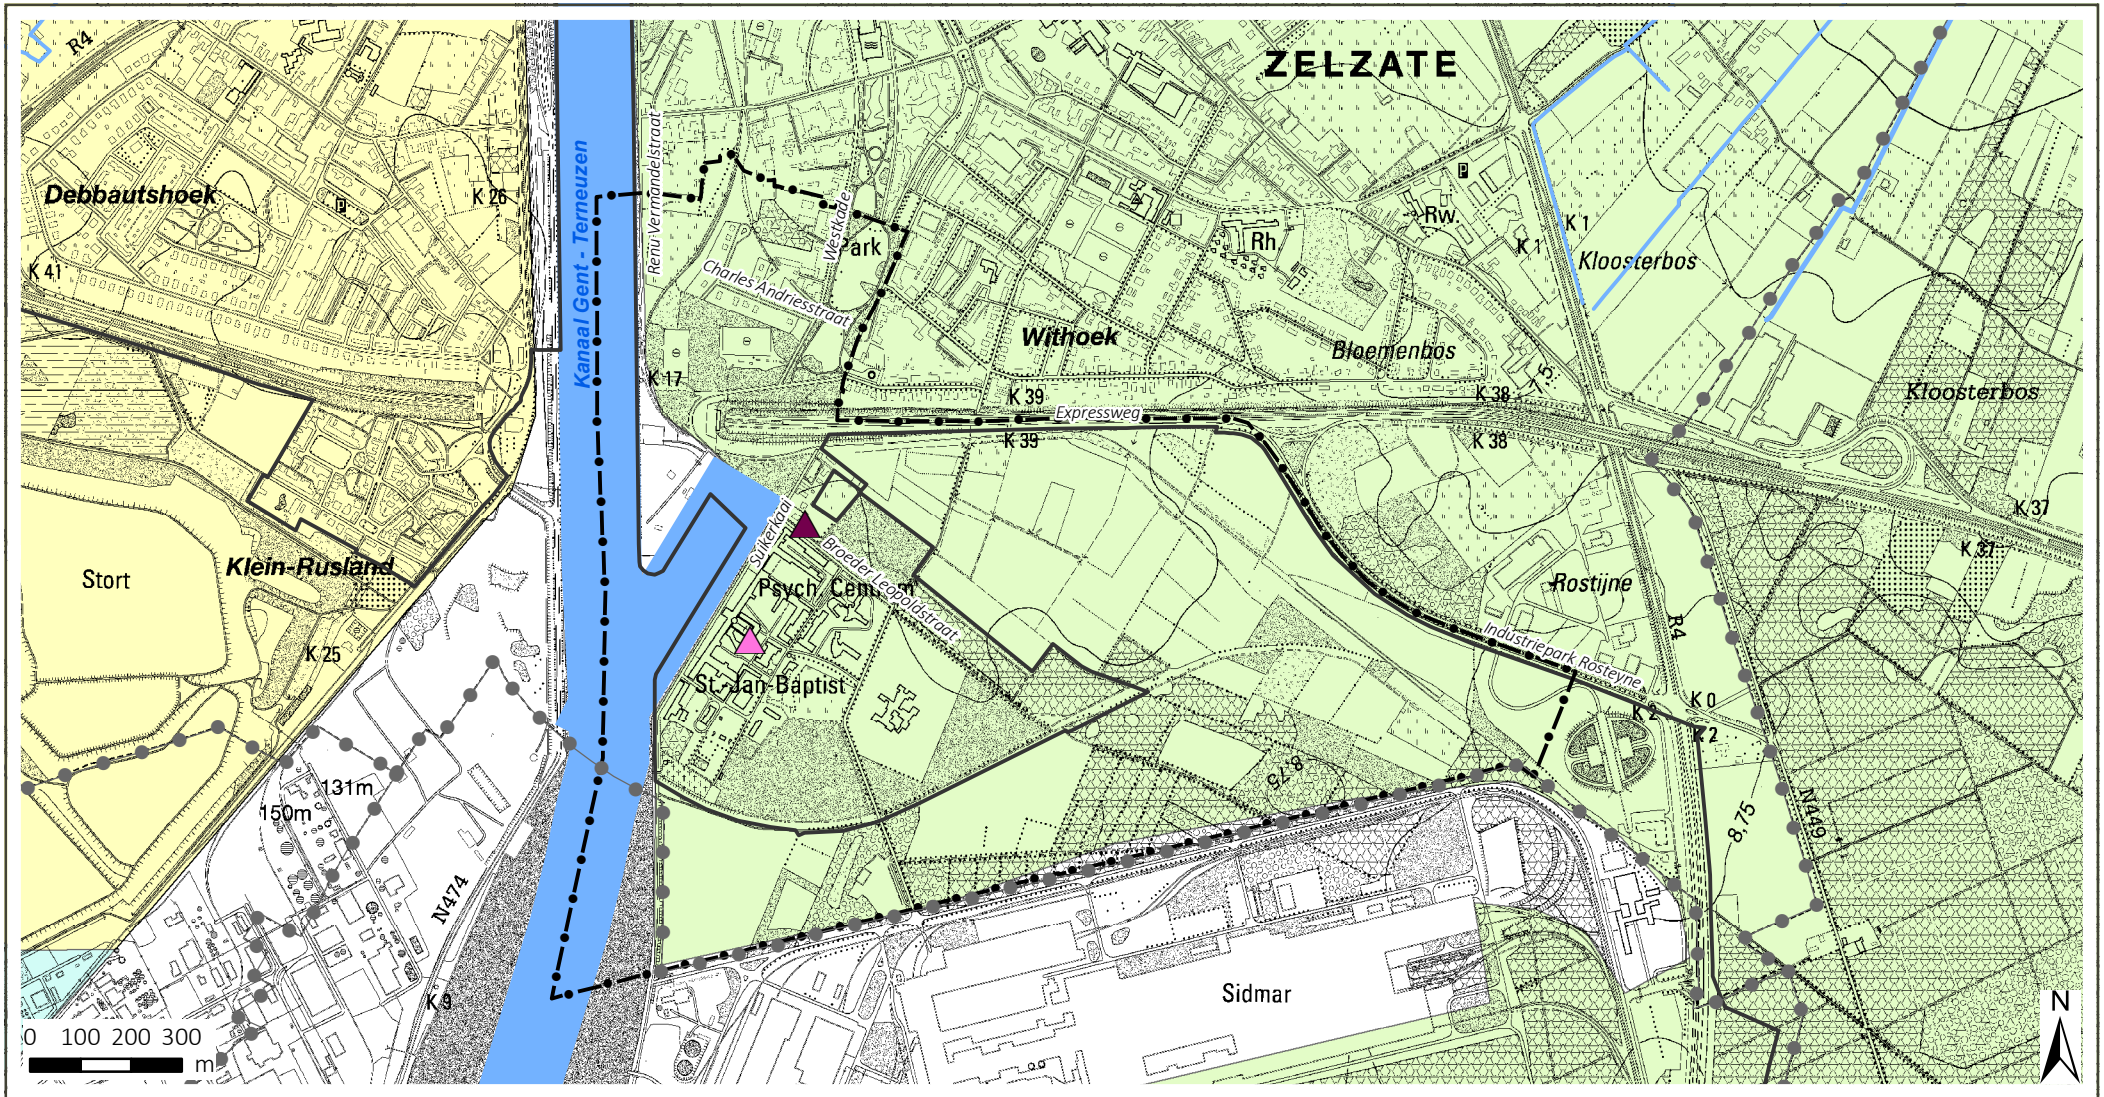 R4
ZELZATE
Debbautshoek
P
K 26
K 41
Kanaal Gent - Terneuzen
Renu Vermandelstraat
Westkade
Park
Charles Andriesstraat
P
Rw.
Rh.
K 1
K 1
Kloosterbos
Withoek
Bloemenbos
7,5
Kloosterbos
K 17
K 39
Expressweg
K 39
K 38
K 38
K 37
K 37
Suikerkaai
Broeder Leopoldstraat
Psych. Centrum
St.-Jan-Baptist
Stort
Klein-Rusland
K 25
Rostijne
R4
Industriepark Rosteyne
K 0
K 2
K 2
8,75
8,75
N449
131m
150m
N474
K 9
Sidmar
0 100 200 300
m
N